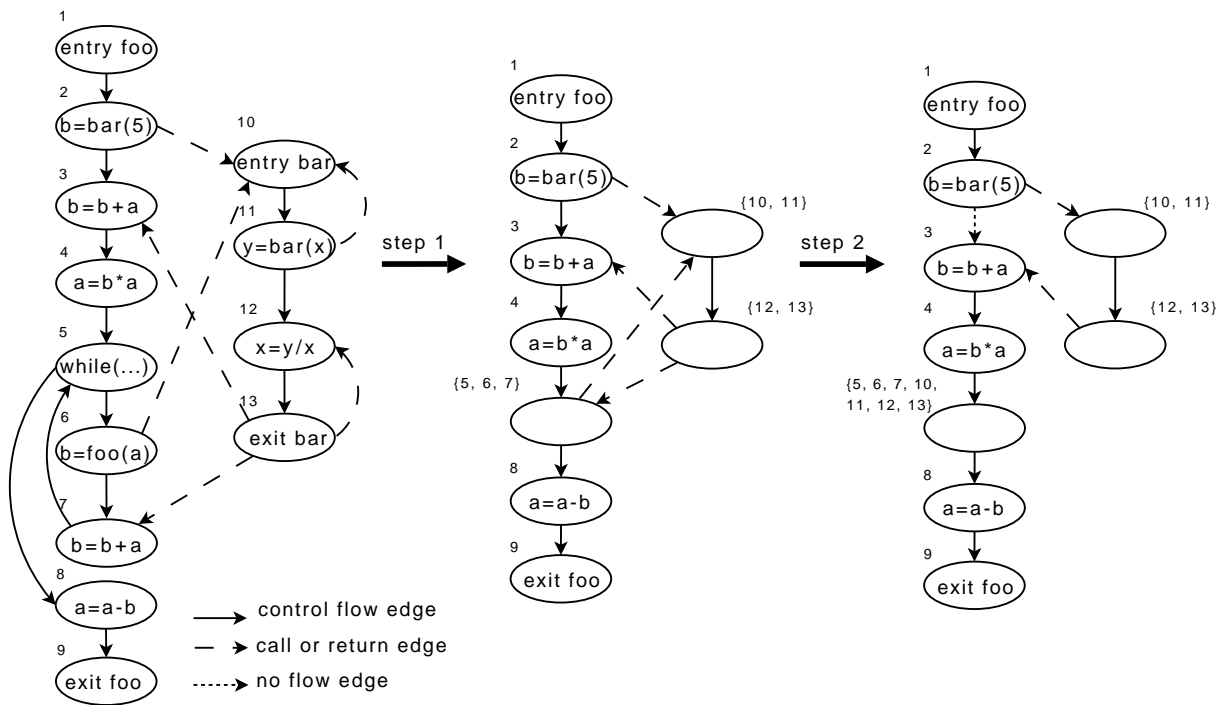 1
entry foo
2
b=bar(5)
3
b=b+a
4
a=b*a
5
while(...)
6
b=foo(a)
7
b=b+a
8
a=a-b
9
exit foo
10
entry bar
11
y=bar(x)
12
x=y/x
13
exit bar
control flow edge
call or return edge
no flow edge
step 1
1
entry foo
2
b=bar(5)
3
b=b+a
4
a=b*a
{5, 6, 7}
8
a=a-b
9
exit foo
{10, 11}
{12, 13}
step 2
1
entry foo
2
b=bar(5)
3
b=b+a
4
a=b*a
{5, 6, 7, 10,
11, 12, 13}
8
a=a-b
9
exit foo
{10, 11}
{12, 13}